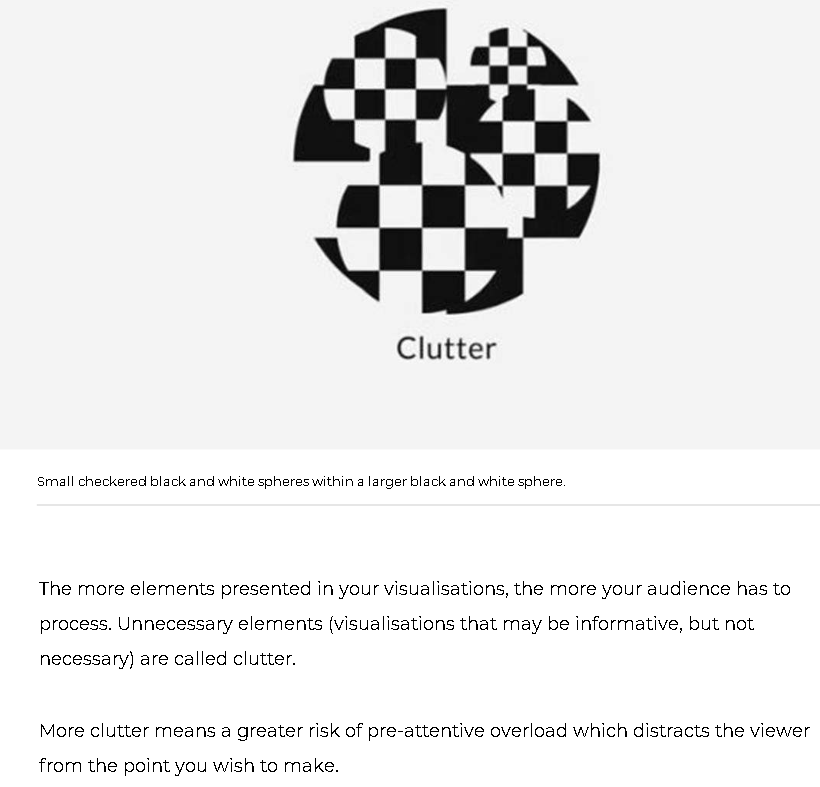 Clutter
Small checkered black and white spheres within a larger black and white sphere.
The more elements presented in your visualisations, the more your audience has to
process. Unnecessary elements (visualisations that may be informative, but not
necessary) are called clutter.
More clutter means a greater risk of pre-attentive overload which distracts the viewer
from the point you wish to make.